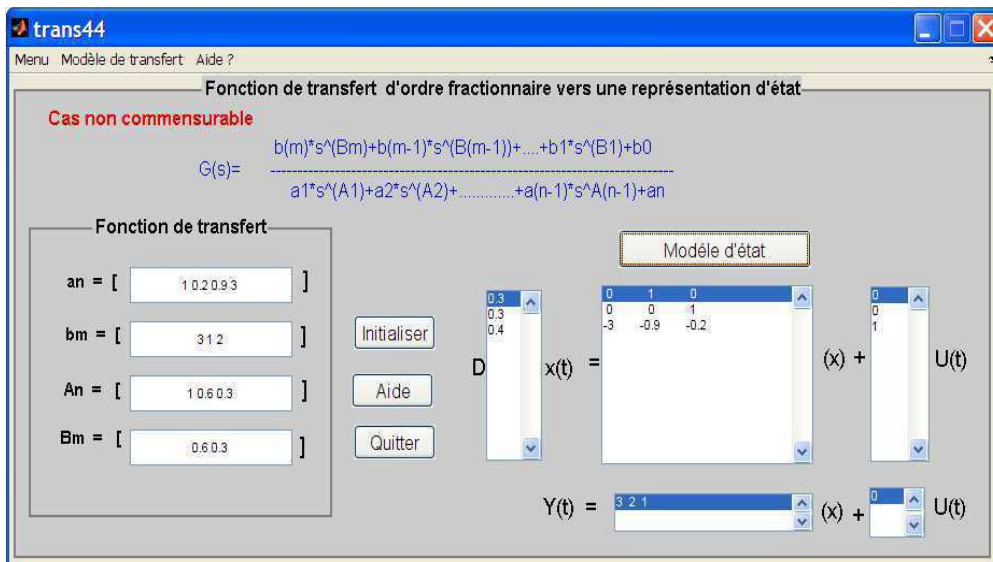 trans44
Menu Modèle de transfert Aide ?
Fonction de transfert d'ordre fractionnaire vers une représentation d'état
Cas non commensurable
b(m)*s^(Bm)+b(m-1)*s^(B(m-1))+....+b1*s^(B1)+b0
G(s)= ----------------------------------------------------------------------
a1*s^(A1)+a2*s^(A2)+.............+a(n-1)*s^A(n-1)+an
Fonction de transfert
an = [ 1 0.2 0.9 3 ]
bm = [ 3 1 2 ]
An = [ 1 0.6 0.3 ]
Bm = [ 0.6 0.3 ]
Initialiser
Aide
Quitter
Modéle d'état
D
0.3
0.3
0.4
x(t) =
0 1 0
0 0 1
-3 -0.9 -0.2
(x) +
0
0
1
U(t)
Y(t) = 3 2 1 (x) + 0 U(t)